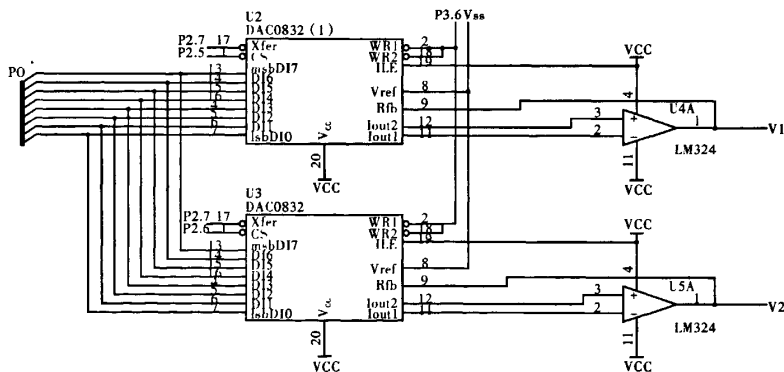 U2
DAC0832 (1)
P3.6 Vss
P2.7 17 Xfer
P2.5 CS
PO
13 msbDI7
DI6
DI5
DI4
DI2
DI1
7 lsbDI0
WR1 2
WR2 18
ILE 19
Vref 8
Rfb 9
Iout2 12
Iout1 11
Vcc
20
VCC
VCC
4
3 +
2 −
U4A
1
V1
LM324
11
VCC
U3
DAC0832
P2.7 17 Xfer
P2.6 CS
13 msbDI7
DI6
DI5
DI4
DI2
DI1
7 lsbDI0
WR1 2
WR2 18
ILE 19
Vref 8
Rfb 9
Iout2 12
Iout1 11
Vcc
20
VCC
VCC
4
3 +
2 −
U5A
1
V2
LM324
11
VCC